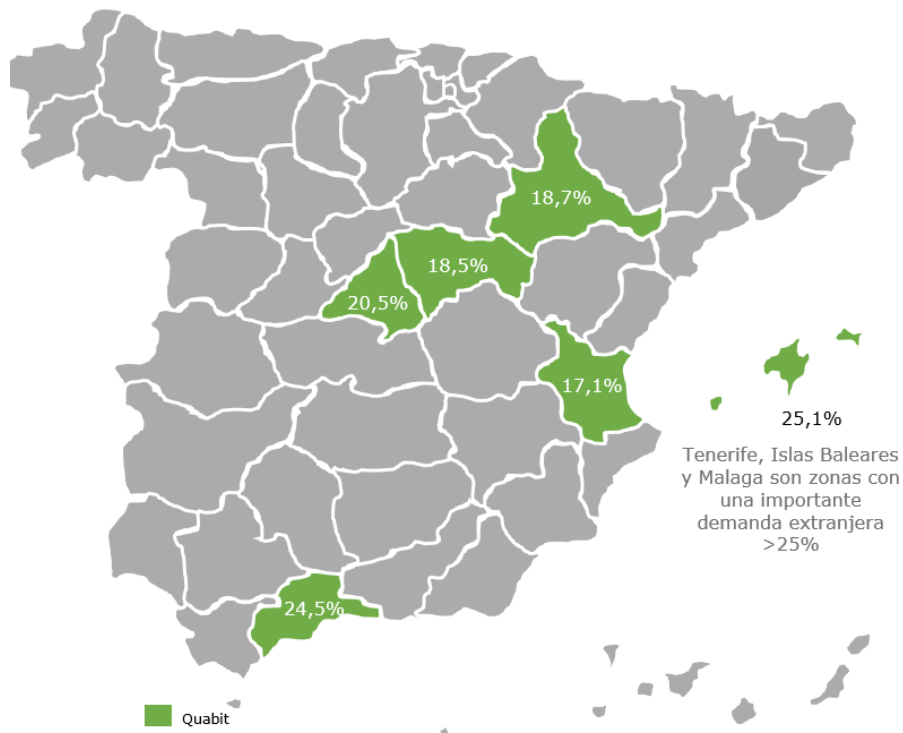 18,7%
18,5%
20,5%
17,1%
25,1%
Tenerife, Islas Baleares
y Malaga son zonas con
una importante
demanda extranjera
>25%
24,5%
Quabit